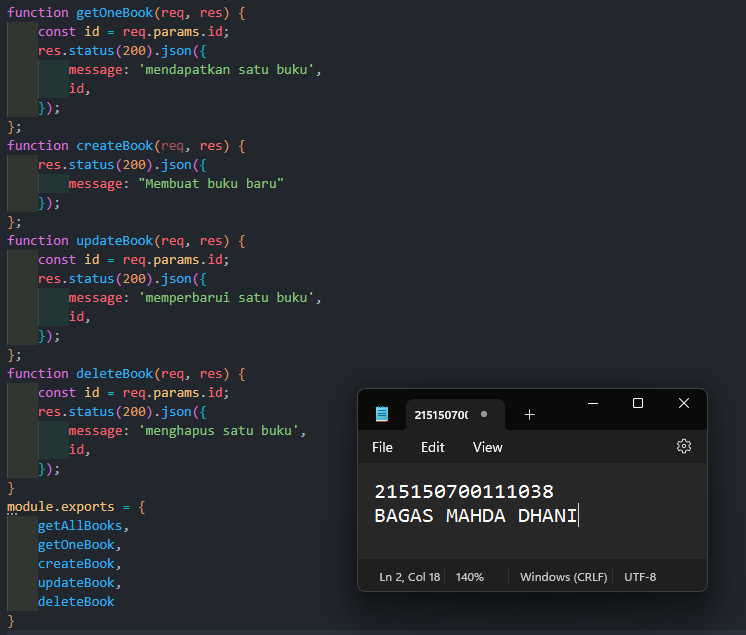 function getOneBook(req, res) {
const id = req.params.id;
res.status(200).json({
message: 'mendapatkan satu buku',
id,
});
};
function createBook(req, res) {
res.status(200).json({
message: "Membuat buku baru"
});
};
function updateBook(req, res) {
const id = req.params.id;
res.status(200).json({
message: 'memperbarui satu buku',
id,
});
};
function deleteBook(req, res) {
const id = req.params.id;
res.status(200).json({
message: 'menghapus satu buku',
id,
});
}
module.exports = {
getAllBooks,
getOneBook,
createBook,
updateBook,
deleteBook
}
21515070(
File Edit View
215150700111038
BAGAS MAHDA DHANI
Ln 2, Col 18 140% Windows (CRLF) UTF-8